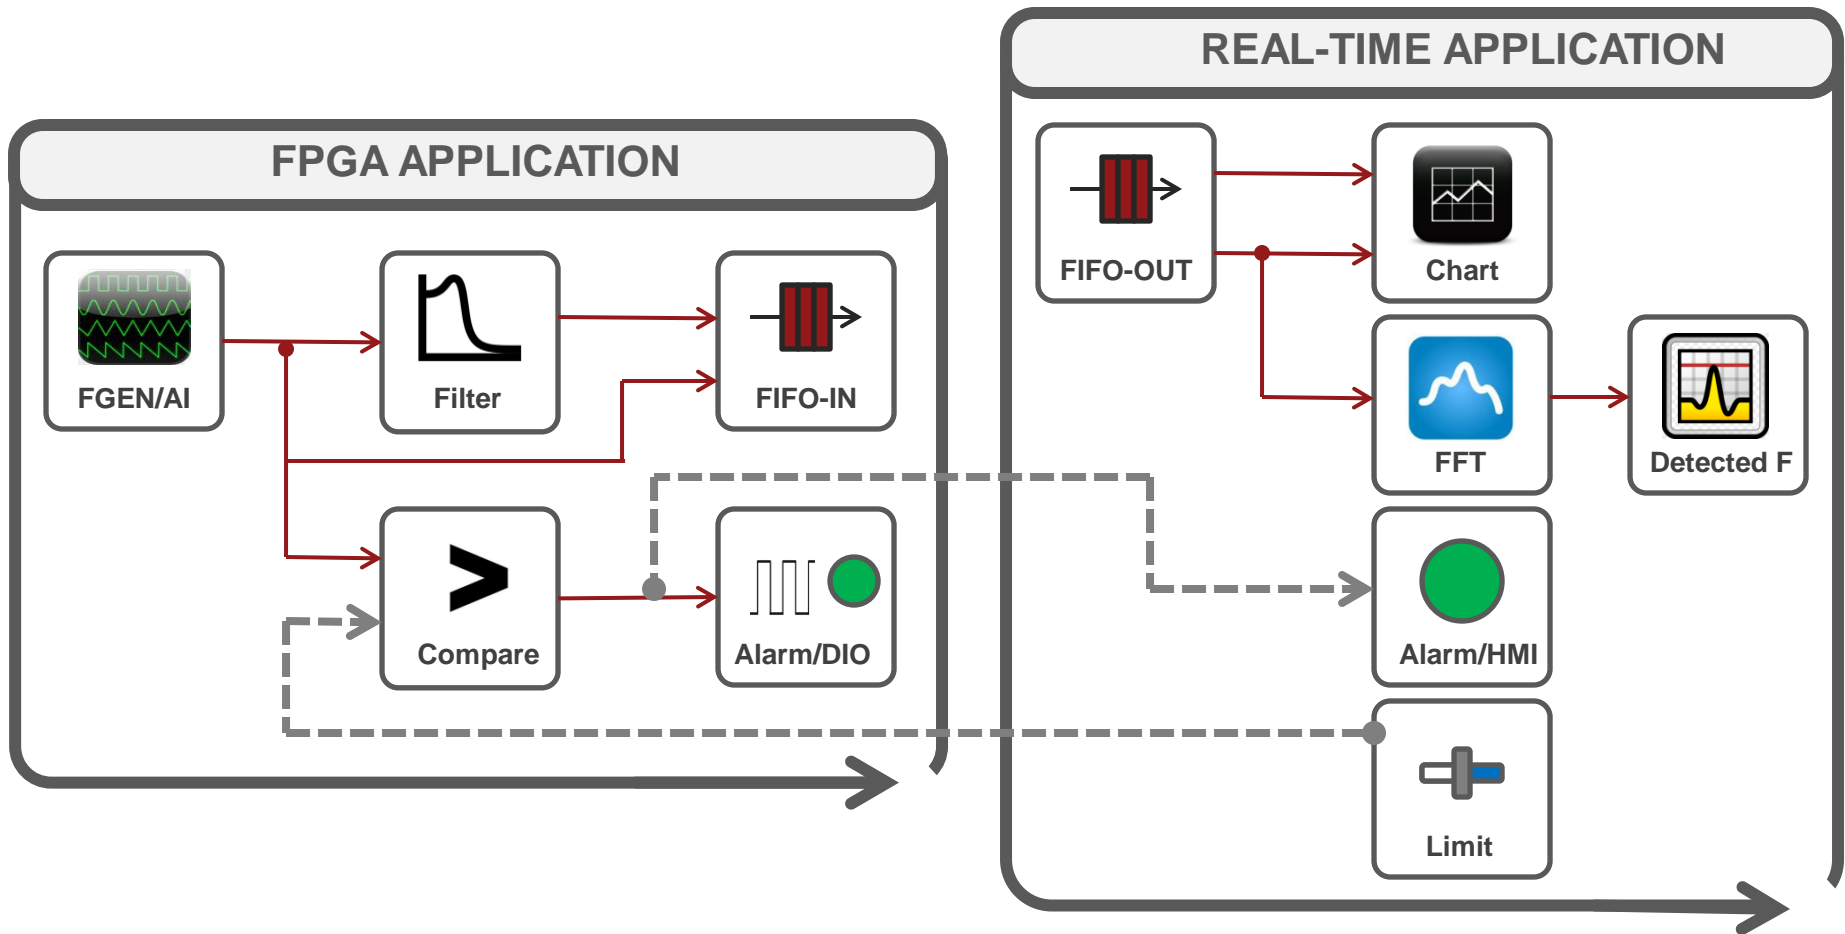 REAL-TIME APPLICATION
FPGA APPLICATION
FGEN/AI
Filter
FIFO-IN
Compare
Alarm/DIO
FIFO-OUT
Chart
FFT
Detected F
Alarm/HMI
Limit